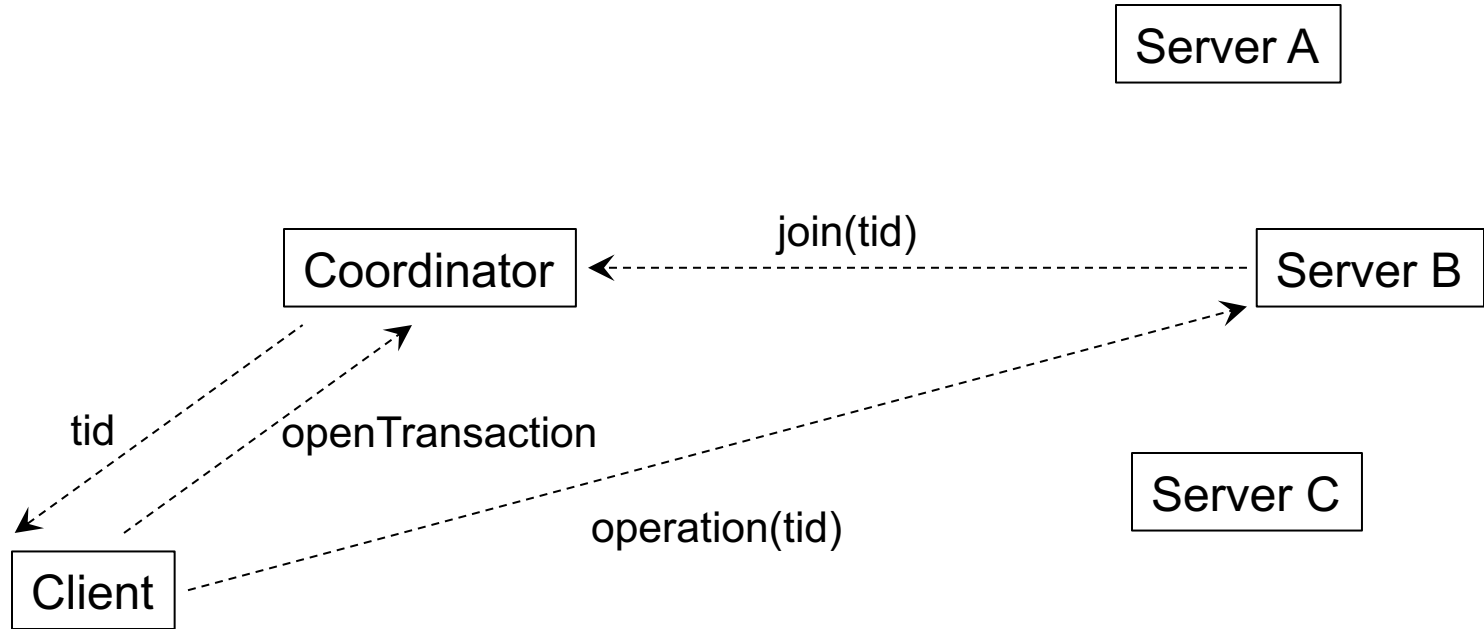 Server A
join(tid)
Coordinator
Server B
tid
openTransaction
Server C
operation(tid)
Client